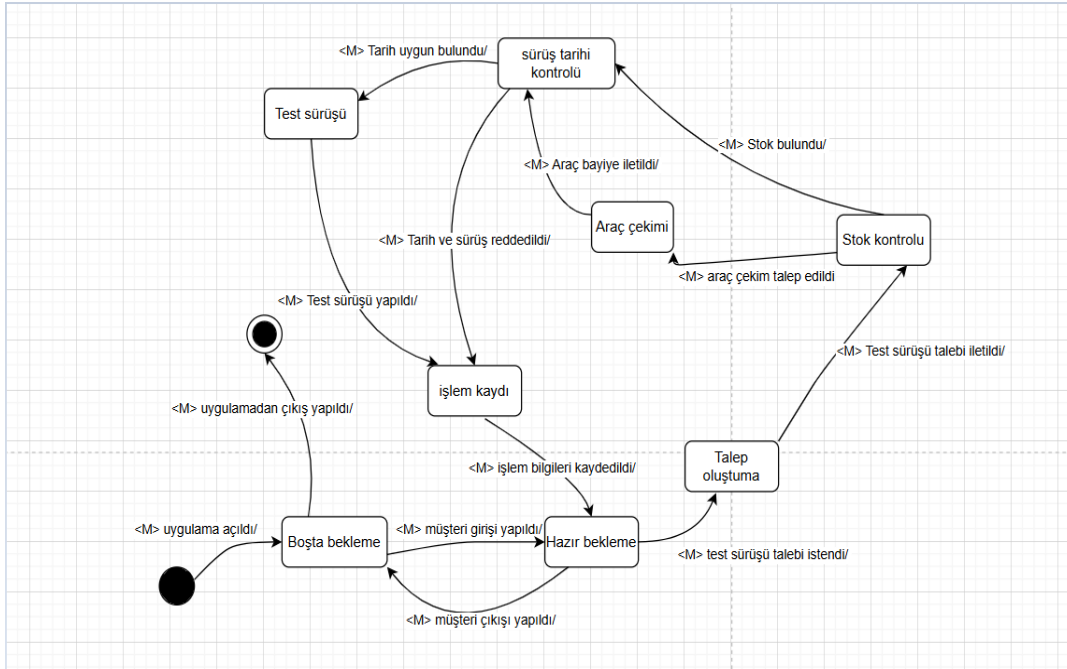 <M> Tarih uygun bulundu/
sürüş tarihi
kontrolü
Test sürüşü
<M> Stok bulundu/
<M> Araç bayiye iletildi/
Araç çekimi
Stok kontrolu
<M> Tarih ve sürüş reddedildi/
<M> araç çekim talep edildi
<M> Test sürüşü yapıldı/
<M> Test sürüşü talebi iletildi/
işlem kaydı
<M> uygulamadan çıkış yapıldı/
<M> işlem bilgileri kaydedildi/
Talep
oluştuma
<M> uygulama açıldı/
Boşta bekleme
<M> müşteri girişi yapıldı/
Hazır bekleme
<M> test sürüşü talebi istendi/
<M> müşteri çıkışı yapıldı/